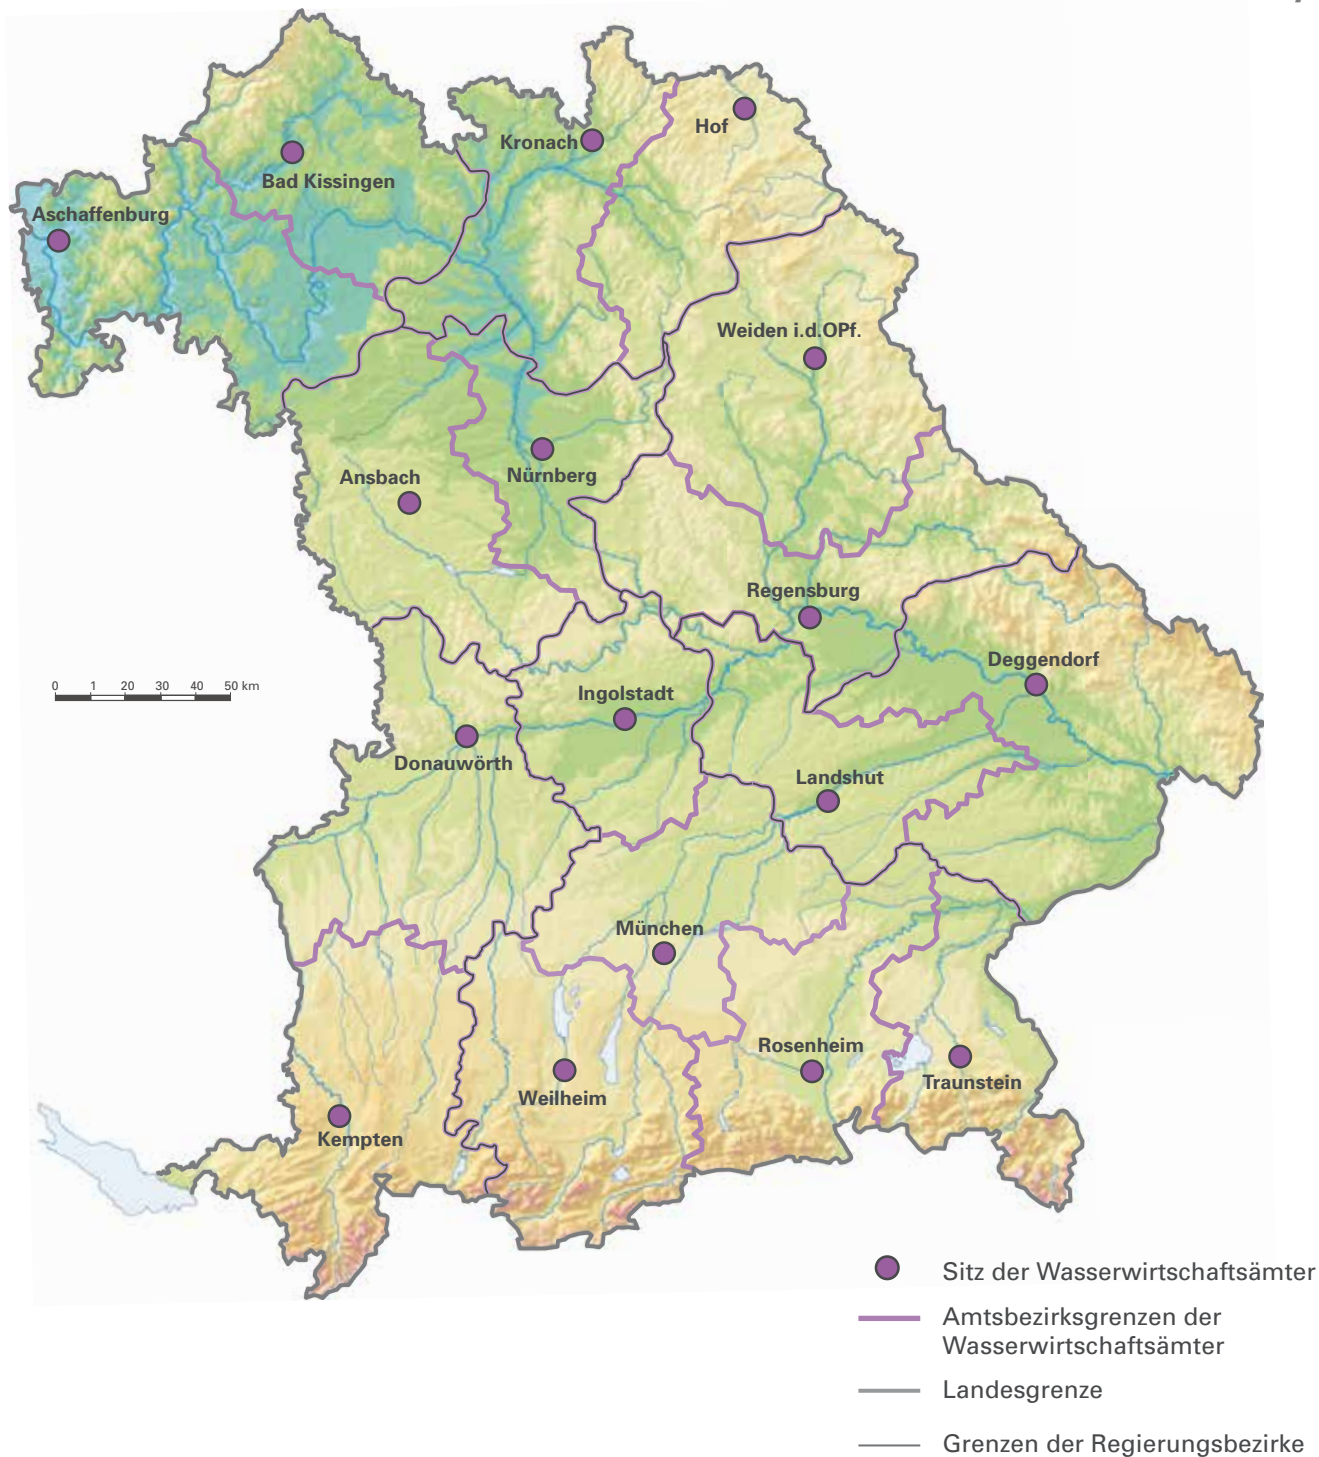 Hof
Kronach
Bad Kissingen
Aschaffenburg
Weiden i.d.OPf.
Ansbach
Nürnberg
Regensburg
Deggendorf
0 1 20 30 40 50 km
Ingolstadt
Donauwörth
Landshut
München
Rosenheim
Traunstein
Weilheim
Kempten
Sitz der Wasserwirtschaftsämter
Amtsbezirksgrenzen der
Wasserwirtschaftsämter
Landesgrenze
Grenzen der Regierungsbezirke